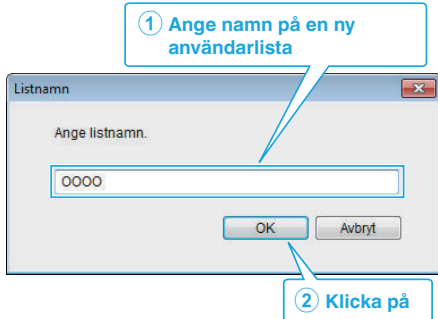 ① Ange namn på en ny
användarlista
Listnamn
Ange listnamn.
OOOO
OK
Avbryt
② Klicka på